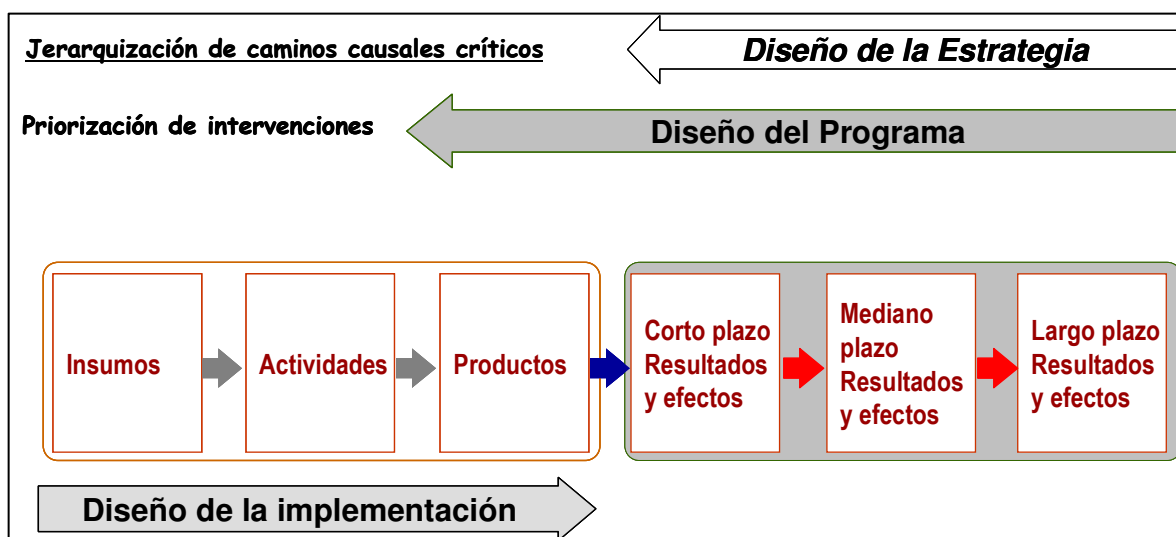 Jerarquización de caminos causales críticos
Diseño de la Estrategia
Priorización de intervenciones
Diseño del Programa
Insumos
Actividades
Productos
Corto plazo
Resultados
y efectos
Mediano
plazo
Resultados
y efectos
Largo plazo
Resultados
y efectos
Diseño de la implementación